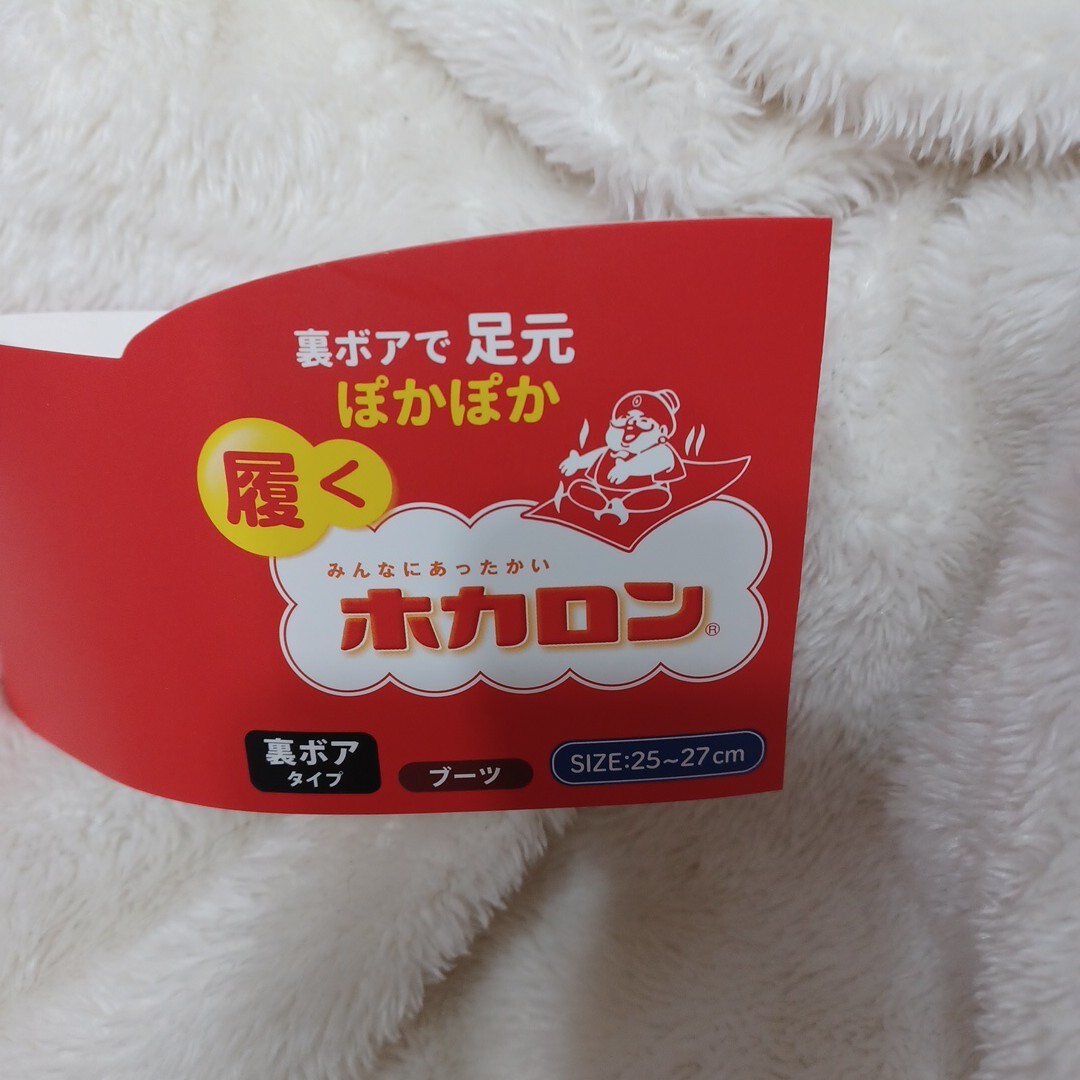 裏ボアで 足元
ぽかぽか
履く
みんなにあったかい
ホカロン®
裏ボア
タイプ
ブーツ
SIZE:25~27cm